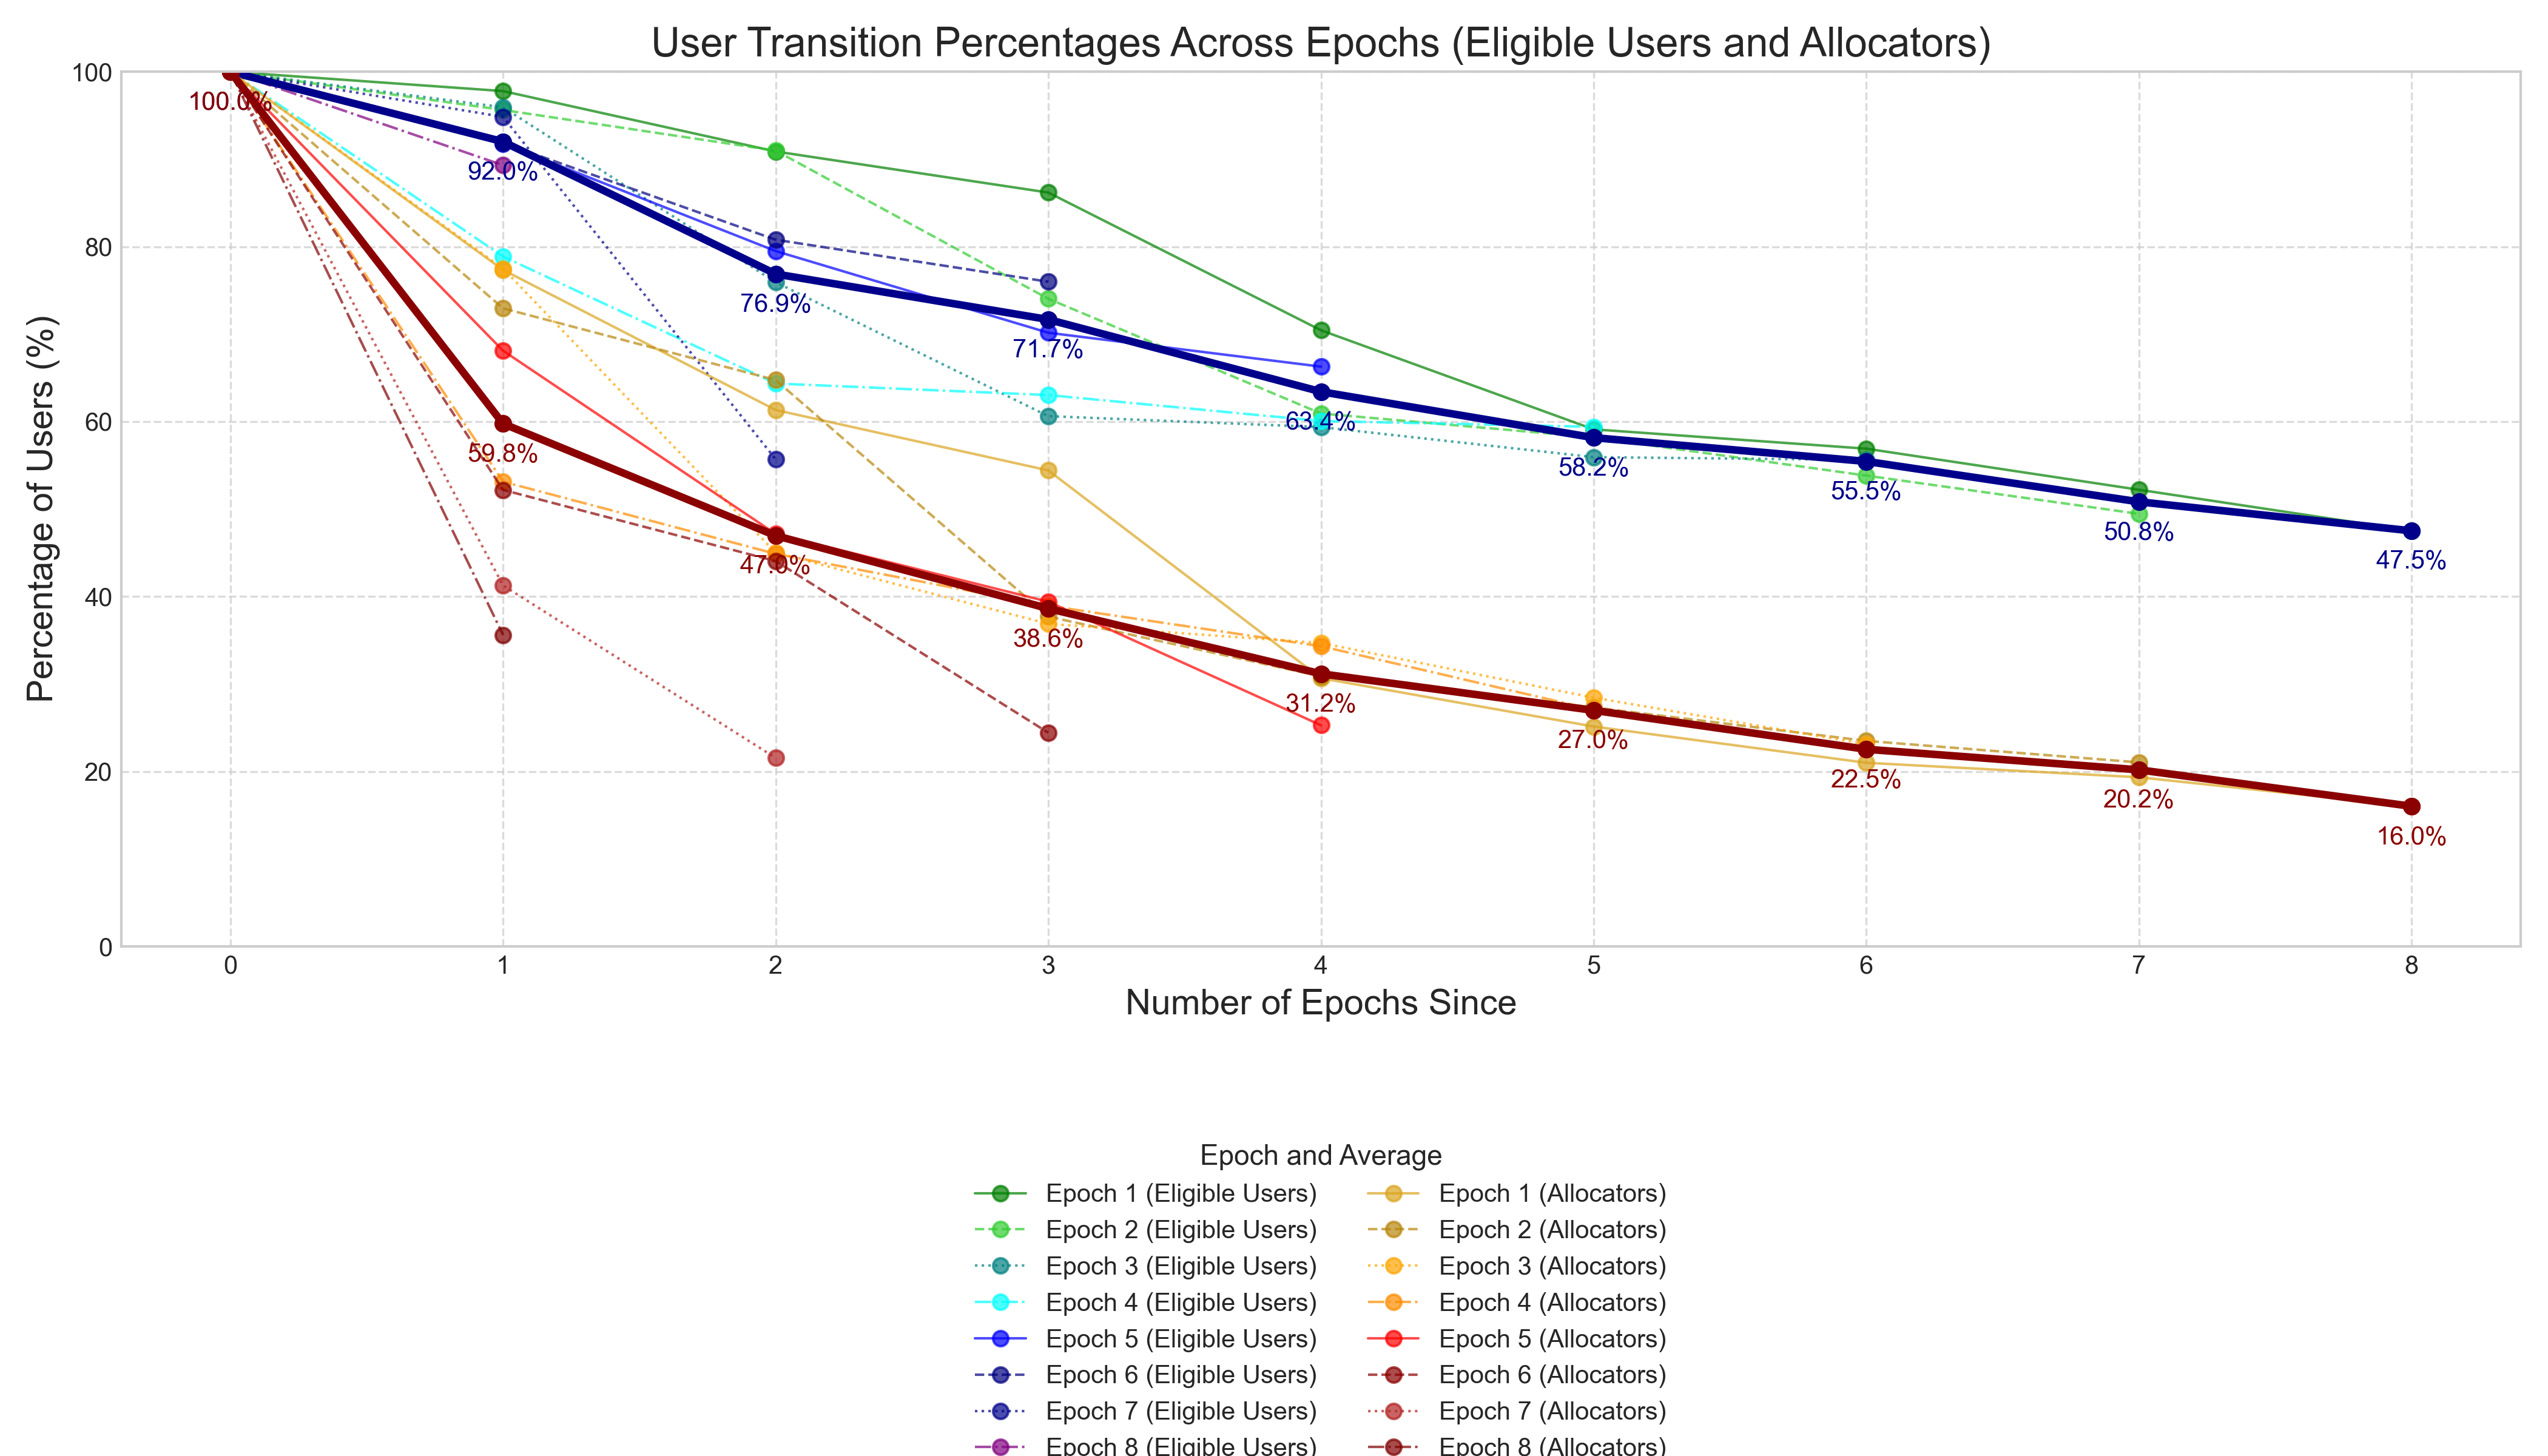 User Transition Percentages Across Epochs (Eligible Users and Allocators)
Percentage of Users (%)
100
80
60
40
20
0
100.0%
92.0%
76.9%
71.7%
63.4%
58.2%
55.5%
50.8%
47.5%
59.8%
47.0%
38.6%
31.2%
27.0%
22.5%
20.2%
16.0%
0 1 2 3 4 5 6 7 8
Number of Epochs Since
Epoch and Average
Epoch 1 (Eligible Users) Epoch 1 (Allocators)
Epoch 2 (Eligible Users) Epoch 2 (Allocators)
Epoch 3 (Eligible Users) Epoch 3 (Allocators)
Epoch 4 (Eligible Users) Epoch 4 (Allocators)
Epoch 5 (Eligible Users) Epoch 5 (Allocators)
Epoch 6 (Eligible Users) Epoch 6 (Allocators)
Epoch 7 (Eligible Users) Epoch 7 (Allocators)
Epoch 8 (Eligible Users) Epoch 8 (Allocators)